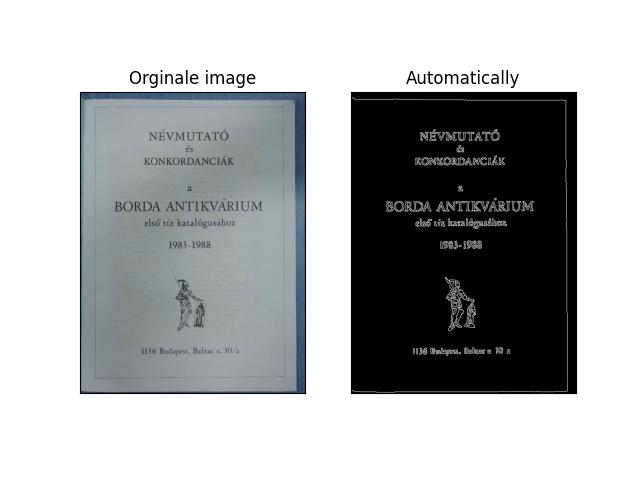 Orginale image
NÉVMUTATÓ
és
KONKORDANCIÁK
a
BORDA ANTIKVÁRIUM
első tíz katalógusához
1983-1988
1136 Budapest, Balzac u. 30/a
Automatically
NÉVMUTATÓ
és
KONKORDANCIÁK
a
BORDA ANTIKVÁRIUM
első tíz katalógusához
1983-1988
1136 Budapest, Balzac u 30 a